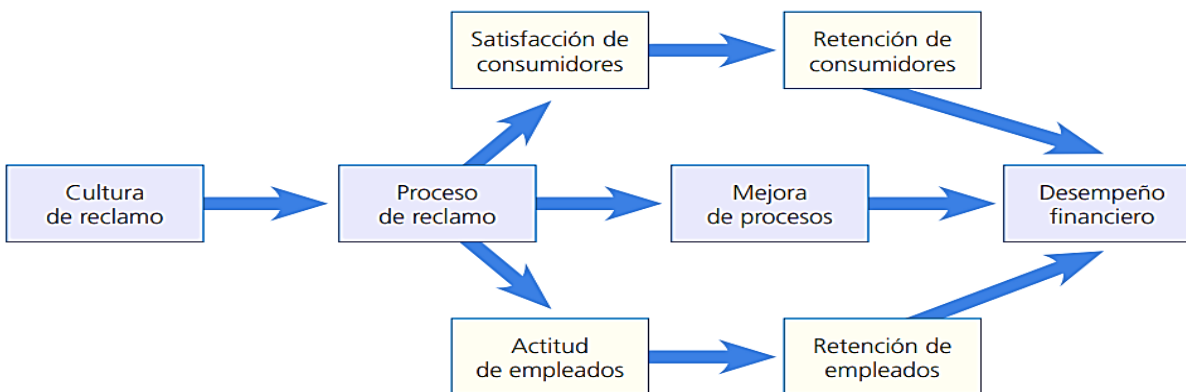 Satisfacción de
consumidores
Retención de
consumidores
Cultura
de reclamo
Proceso
de reclamo
Mejora
de procesos
Desempeño
financiero
Actitud
de empleados
Retención de
empleados